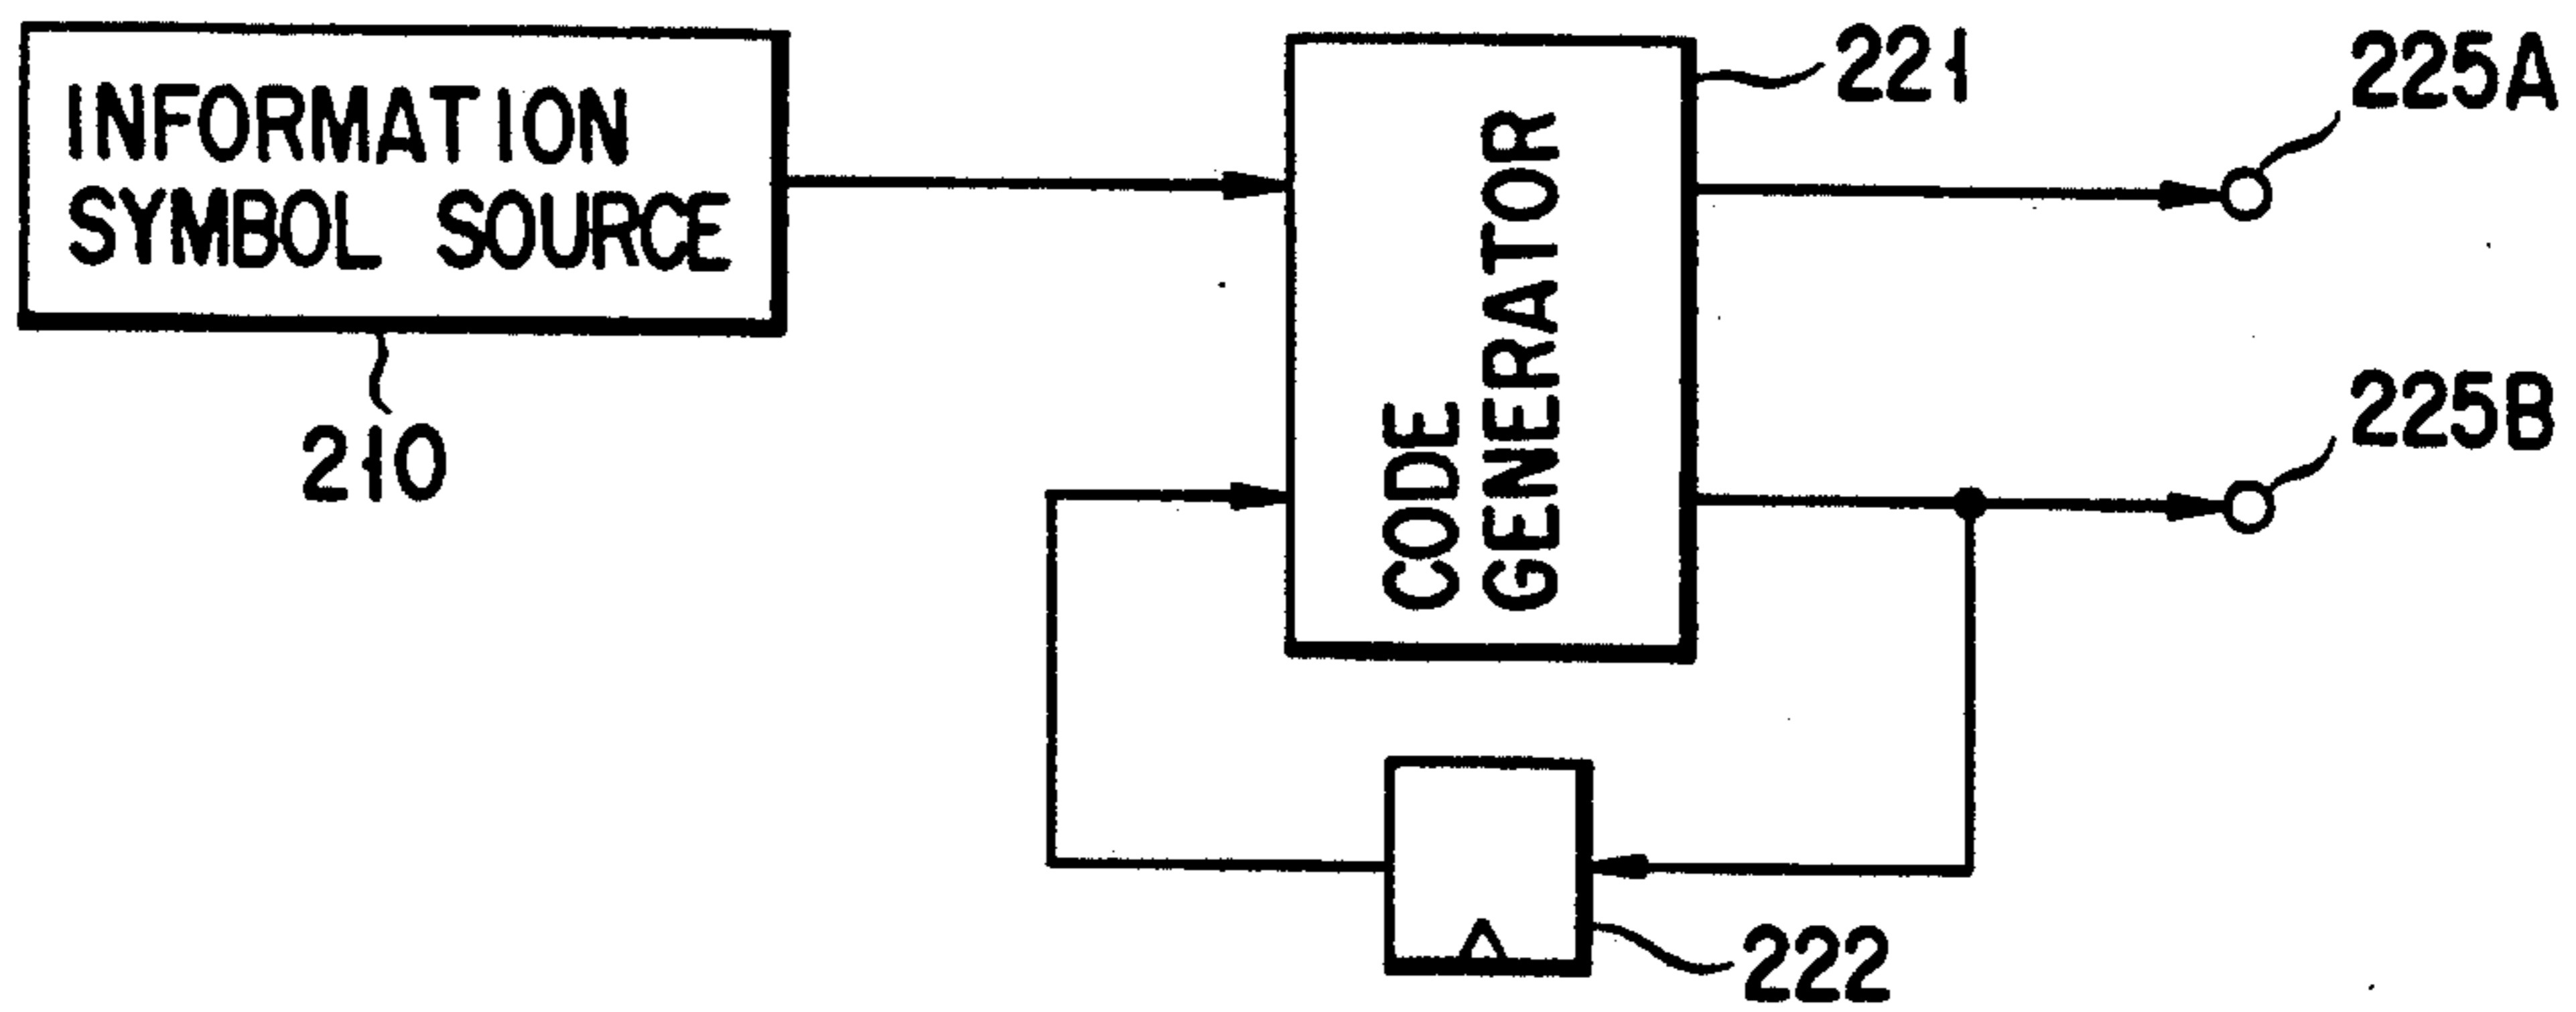 INFORMATION
SYMBOL SOURCE
210
CODE
GENERATOR
221
225A
225B
222